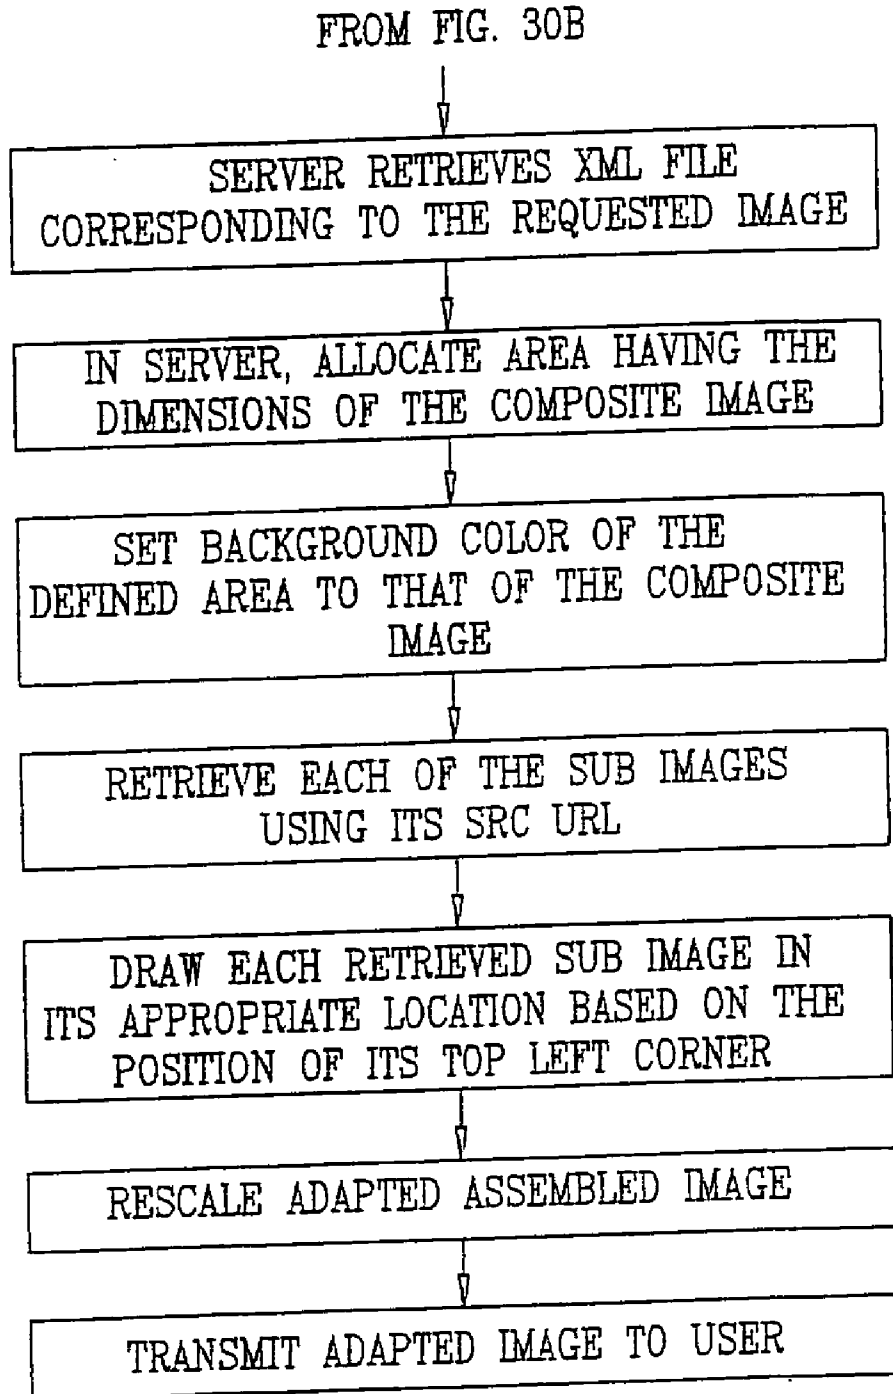 FROM FIG. 30B
SERVER RETRIEVES XML FILE
CORRESPONDING TO THE REQUESTED IMAGE
IN SERVER, ALLOCATE AREA HAVING THE
DIMENSIONS OF THE COMPOSITE IMAGE
SET BACKGROUND COLOR OF THE
DEFINED AREA TO THAT OF THE COMPOSITE
IMAGE
RETRIEVE EACH OF THE SUB IMAGES
USING ITS SRC URL
DRAW EACH RETRIEVED SUB IMAGE IN
ITS APPROPRIATE LOCATION BASED ON THE
POSITION OF ITS TOP LEFT CORNER
RESCALE ADAPTED ASSEMBLED IMAGE
TRANSMIT ADAPTED IMAGE TO USER